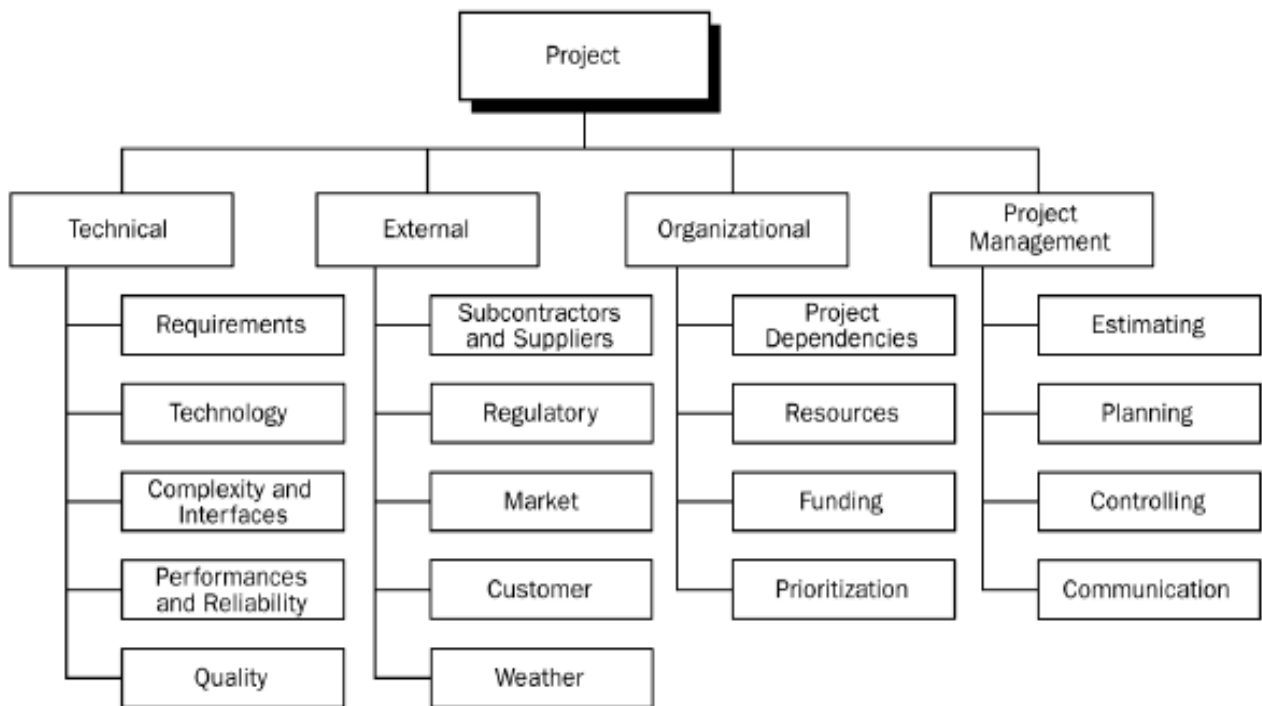 Project
Technical
External
Organizational
Project
Management
Requirements
Subcontractors
and Suppliers
Project
Dependencies
Estimating
Technology
Regulatory
Resources
Planning
Complexity and
Interfaces
Market
Funding
Controlling
Performances
and Reliability
Customer
Prioritization
Communication
Quality
Weather